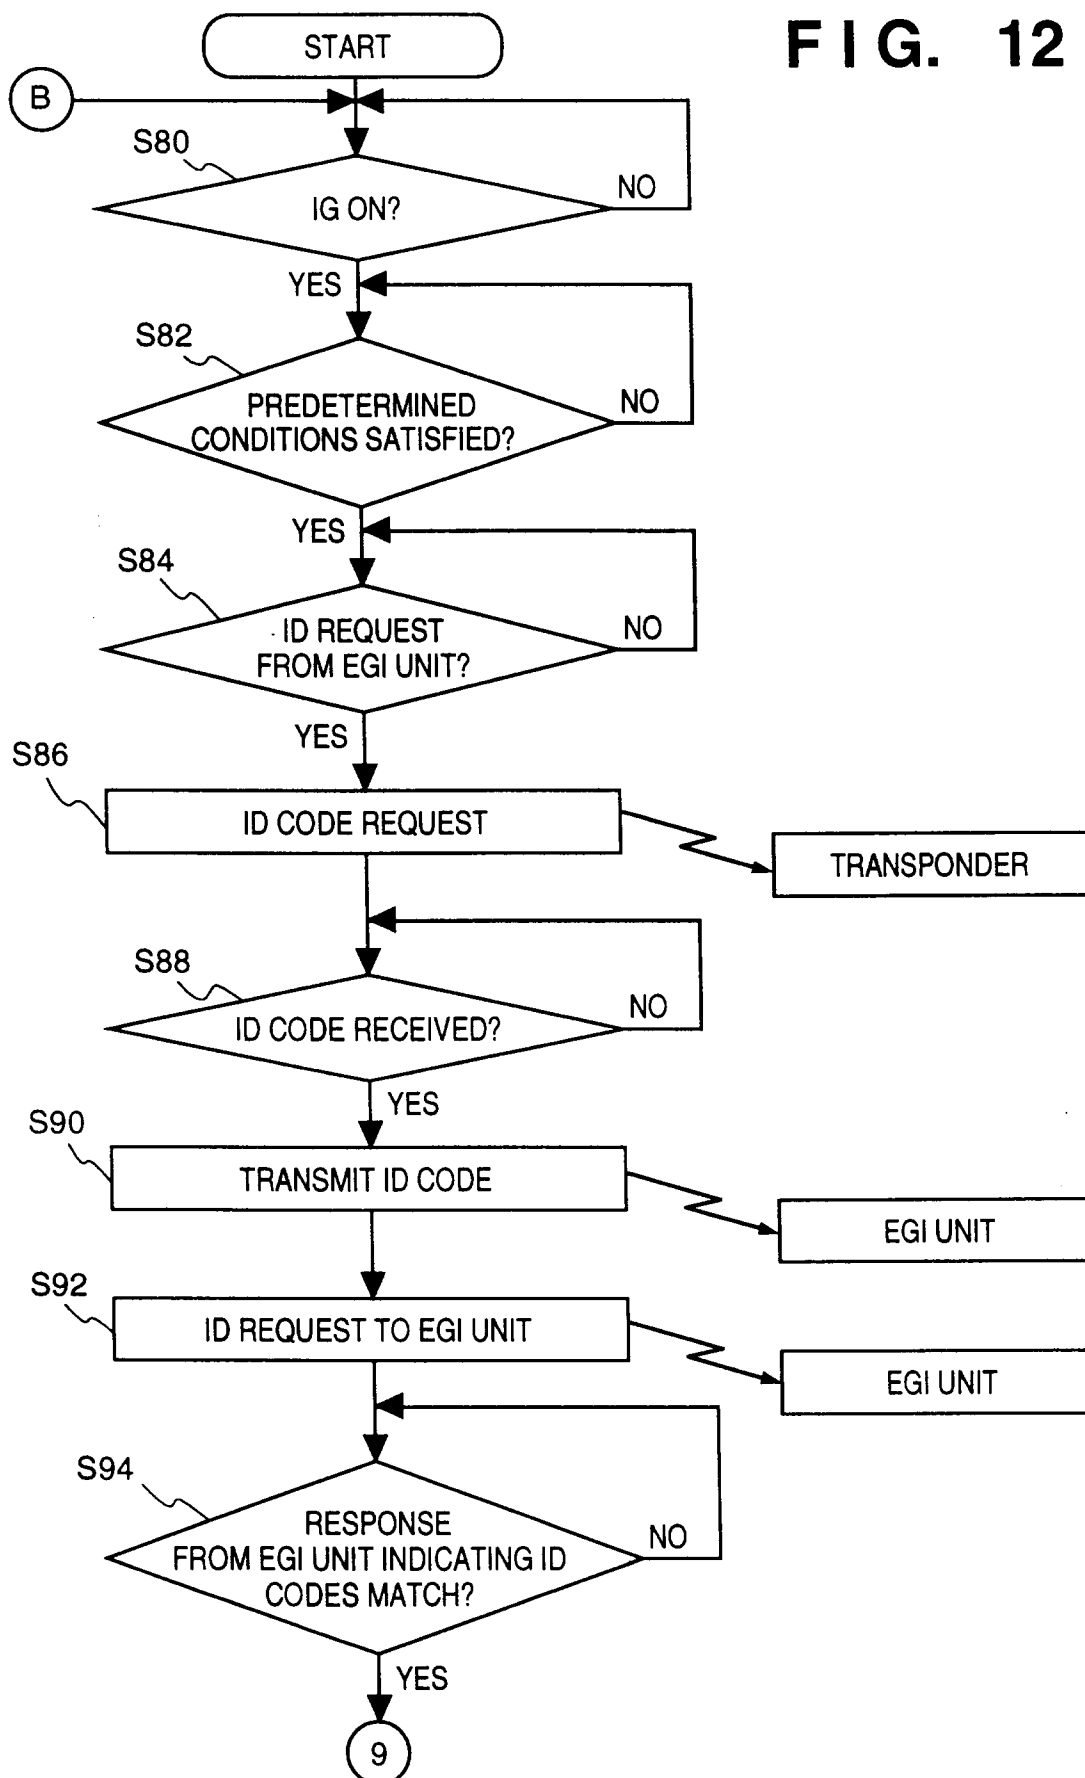 FIG. 12
START
B
S80
IG ON?
NO
YES
S82
PREDETERMINED
CONDITIONS SATISFIED?
NO
YES
S84
ID REQUEST
FROM EGI UNIT?
NO
YES
S86
ID CODE REQUEST
TRANSPONDER
S88
ID CODE RECEIVED?
NO
YES
S90
TRANSMIT ID CODE
EGI UNIT
S92
ID REQUEST TO EGI UNIT
EGI UNIT
S94
RESPONSE
FROM EGI UNIT INDICATING ID
CODES MATCH?
NO
YES
9